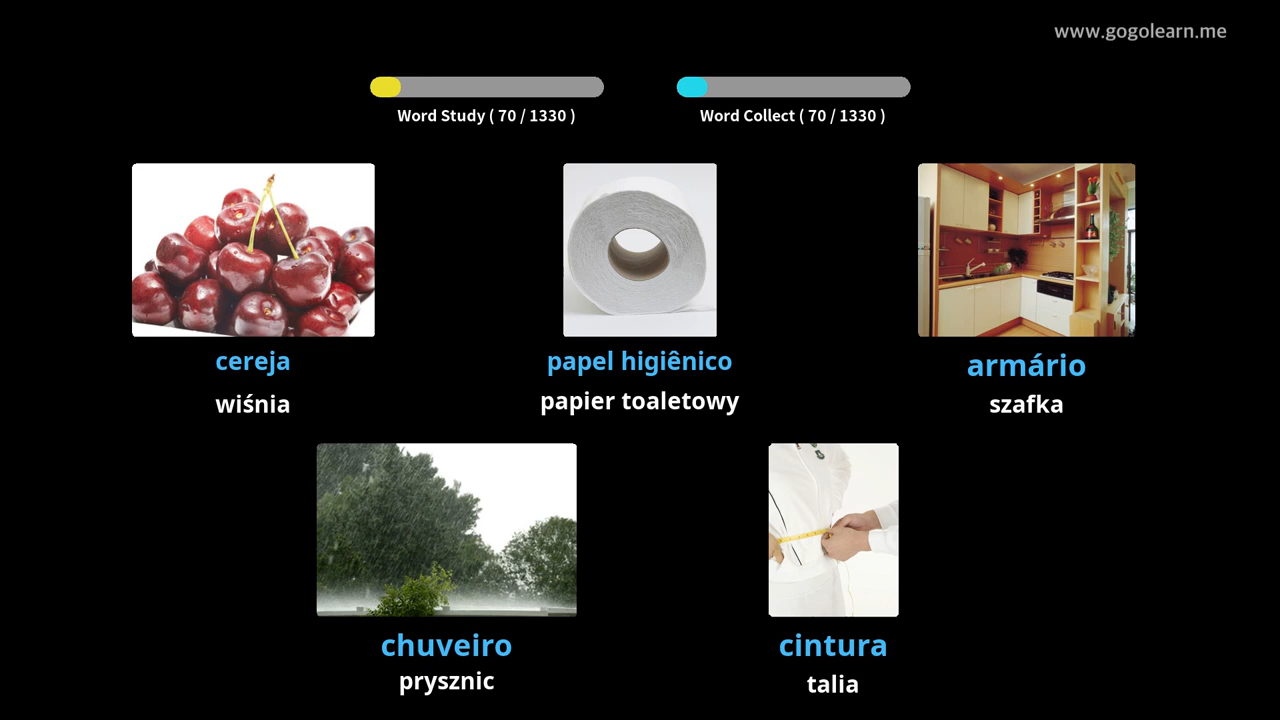 www.gogolearn.me
Word Study ( 70 / 1330 )
Word Collect ( 70 / 1330 )
cereja
wiśnia
papel higiênico
papier toaletowy
armário
szafka
chuveiro
prysznic
cintura
talia